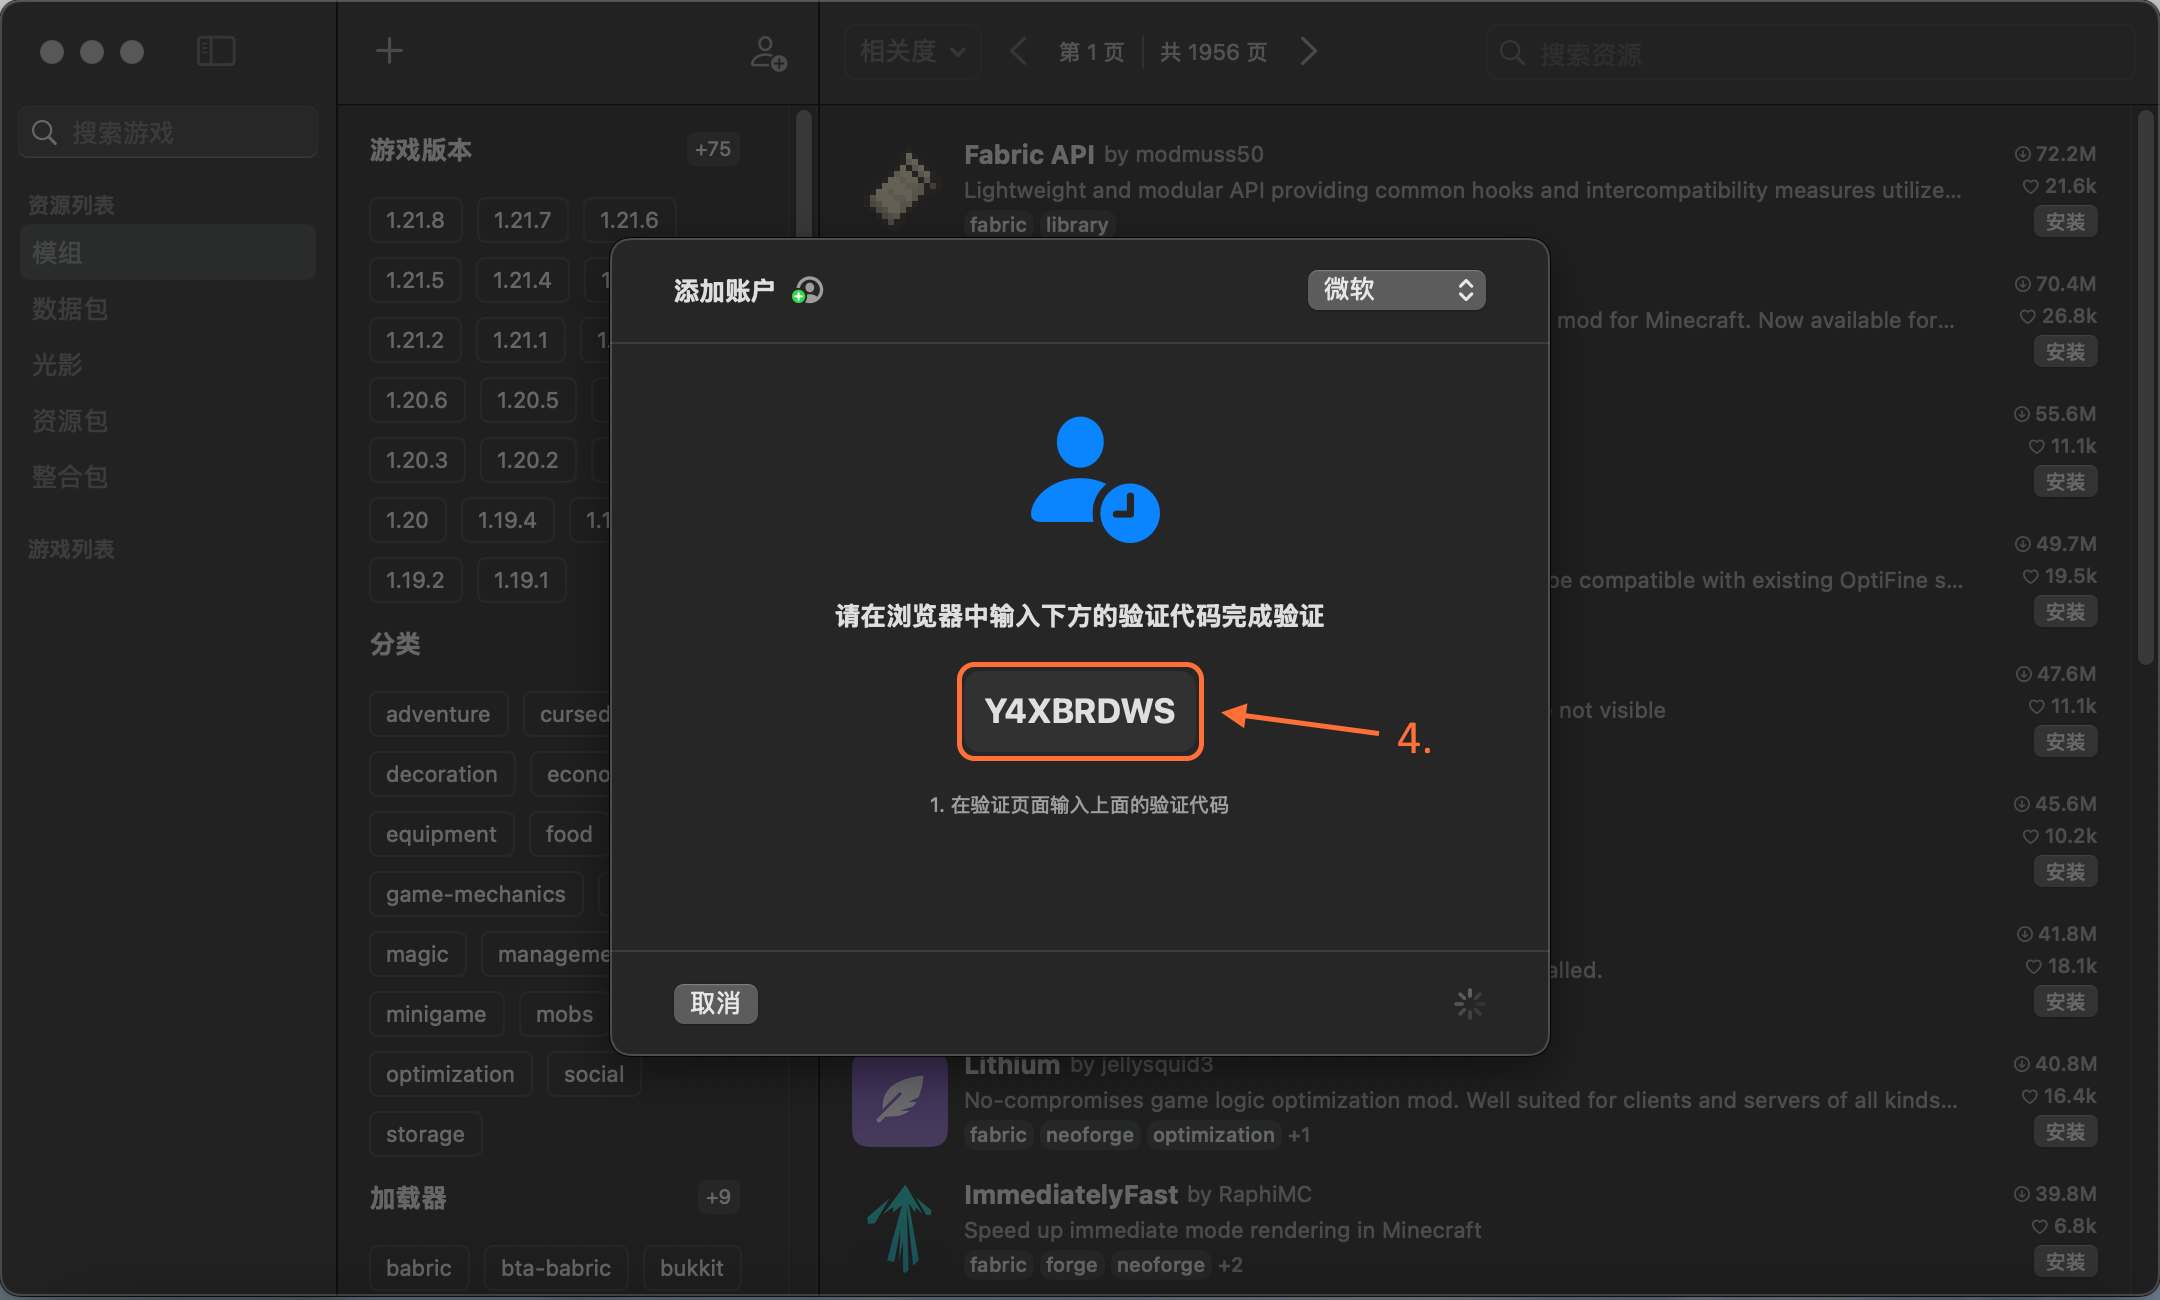 相关度
第 1 页
共 1956 页
搜索资源
搜索游戏
资源列表
模组
数据包
光影
资源包
整合包
游戏列表
游戏版本 +75
1.21.8 1.21.7 1.21.6
1.21.5 1.21.4 1
1.21.2 1.21.1 1.
1.20.6 1.20.5
1.20.3 1.20.2
1.20 1.19.4 1.1
1.19.2 1.19.1
分类
adventure cursed
decoration econo
equipment food
game-mechanics
magic manageme
minigame mobs
optimization social
storage
加载器 +9
babric bta-babric bukkit
添加账户
微软
请在浏览器中输入下方的验证代码完成验证
Y4XBRDWS
4.
1. 在验证页面输入上面的验证代码
取消
Fabric API by modmuss50
Lightweight and modular API providing common hooks and intercompatibility measures utilize...
fabric library
72.2M
21.6k
安装
mod for Minecraft. Now available for...
70.4M
26.8k
安装
55.6M
11.1k
安装
be compatible with existing OptiFine s...
49.7M
19.5k
安装
not visible
47.6M
11.1k
安装
45.6M
10.2k
安装
alled.
41.8M
18.1k
安装
Lithium by jellysquid3
No-compromises game logic optimization mod. Well suited for clients and servers of all kinds...
fabric neoforge optimization +1
40.8M
16.4k
安装
ImmediatelyFast by RaphiMC
Speed up immediate mode rendering in Minecraft
fabric forge neoforge +2
39.8M
6.8k
安装